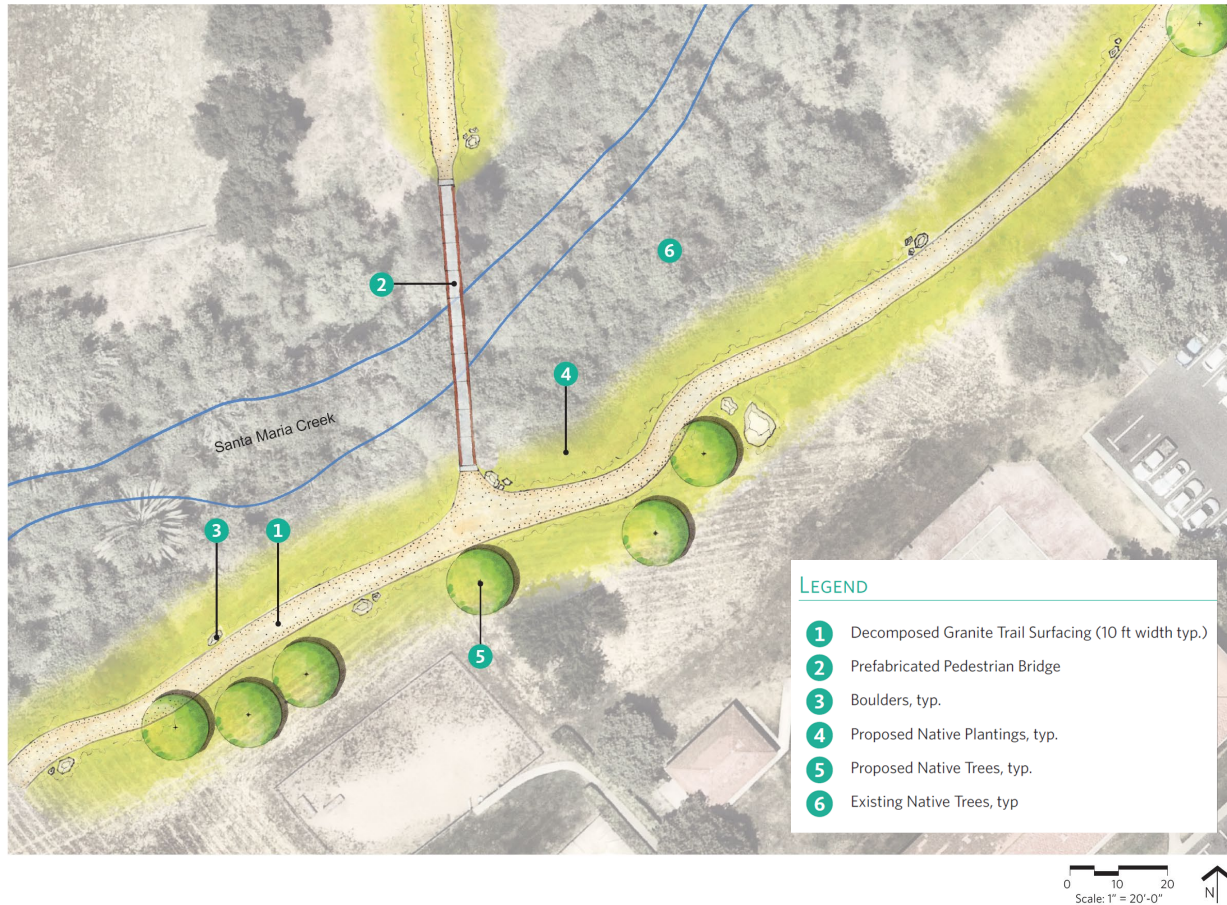 6
2
4
Santa Maria Creek
3
1
5
LEGEND
1 Decomposed Granite Trail Surfacing (10 ft width typ.)
2 Prefabricated Pedestrian Bridge
3 Boulders, typ.
4 Proposed Native Plantings, typ.
5 Proposed Native Trees, typ.
6 Existing Native Trees, typ
0 10 20
Scale: 1" = 20'-0"
N